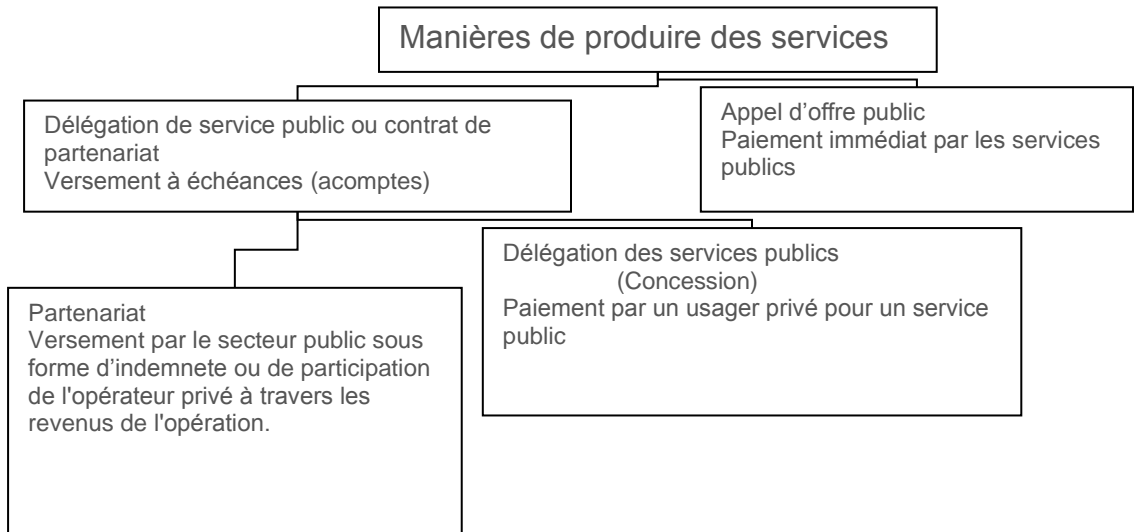 Manières de produire des services
Délégation de service public ou contrat de
partenariat
Versement à échéances (acomptes)
Appel d’offre public
Paiement immédiat par les services
publics
Délégation des services publics
(Concession)
Paiement par un usager privé pour un service
public
Partenariat
Versement par le secteur public sous
forme d’indemnete ou de participation
de l'opérateur privé à travers les
revenus de l'opération.